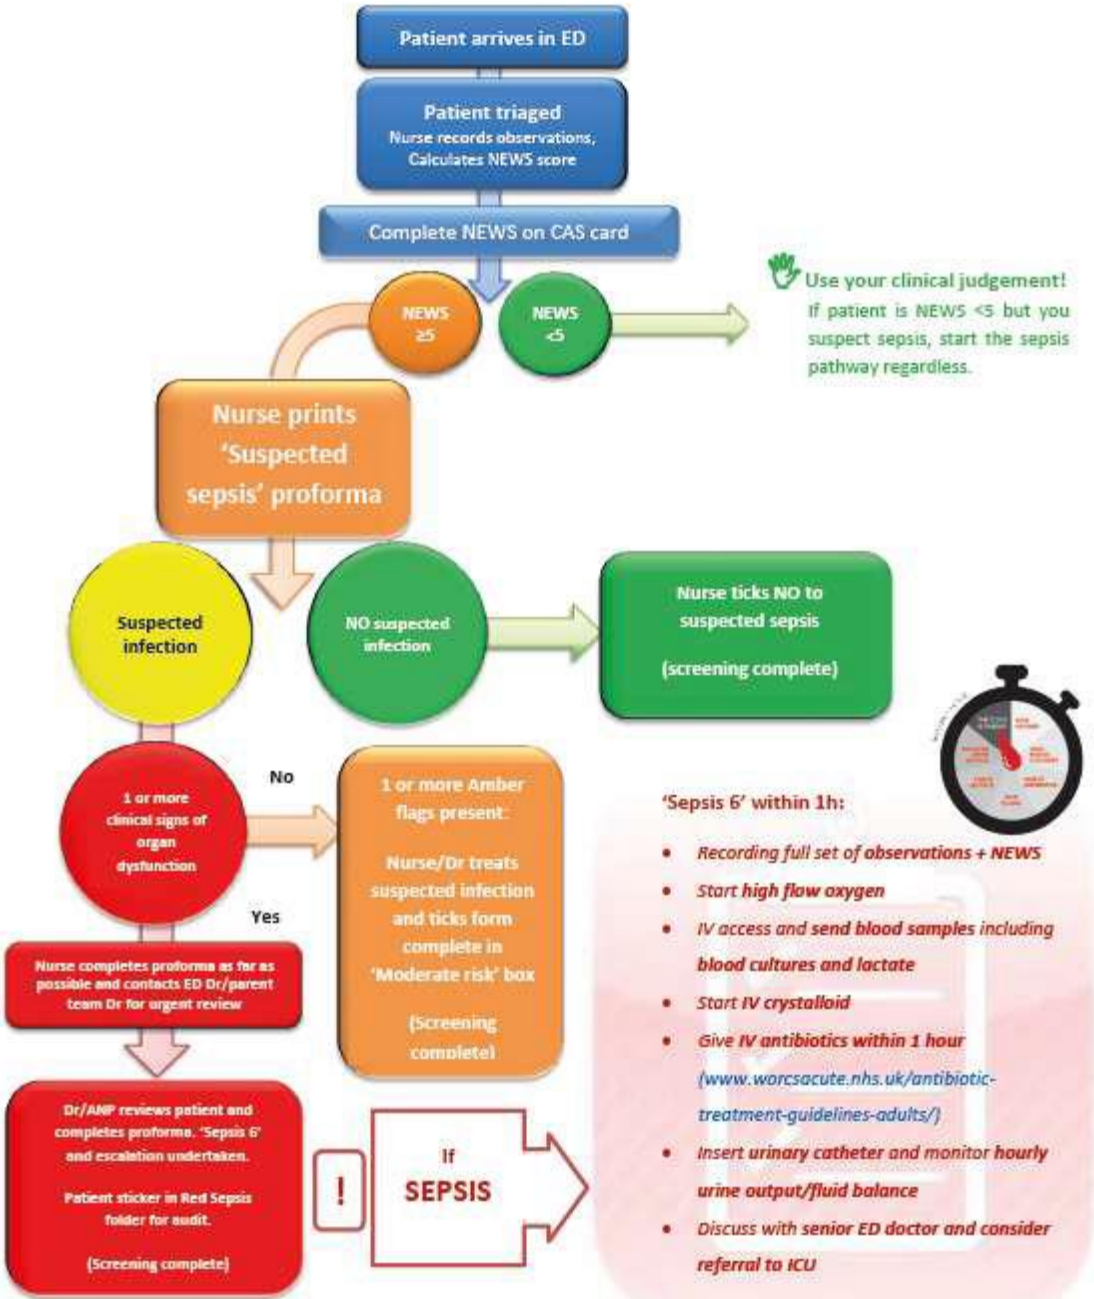 Patient arrives in ED
Patient triaged
Nurse records observations,
Calculates NEWS score
Complete NEWS on CAS card
NEWS
≥5
NEWS
<5
Use your clinical judgement!
If patient is NEWS <5 but you
suspect sepsis, start the sepsis
pathway regardless.
Nurse prints
'Suspected
sepsis' proforma
Suspected
infection
NO suspected
infection
Nurse ticks NO to
suspected sepsis
(screening complete)
1 or more
clinical signs of
organ
dysfunction
No
Yes
1 or more Amber
flags present:
Nurse/Dr treats
suspected infection
and ticks form
complete in
'Moderate risk' box
(Screening
complete)
Nurse completes proforma as far as
possible and contacts ED Dr/parent
team Dr for urgent review
Dr/ANP reviews patient and
completes proforma. 'Sepsis 6'
and escalation undertaken.
Patient sticker in Red Sepsis
folder for audit.
(Screening complete)
!
If
SEPSIS
'Sepsis 6' within 1h:
• Recording full set of observations + NEWS
• Start high flow oxygen
• IV access and send blood samples including
blood cultures and lactate
• Start IV crystalloid
• Give IV antibiotics within 1 hour
(www.worcsacute.nhs.uk/antibiotic-
treatment-guidelines-adults/)
• Insert urinary catheter and monitor hourly
urine output/fluid balance
• Discuss with senior ED doctor and consider
referral to ICU